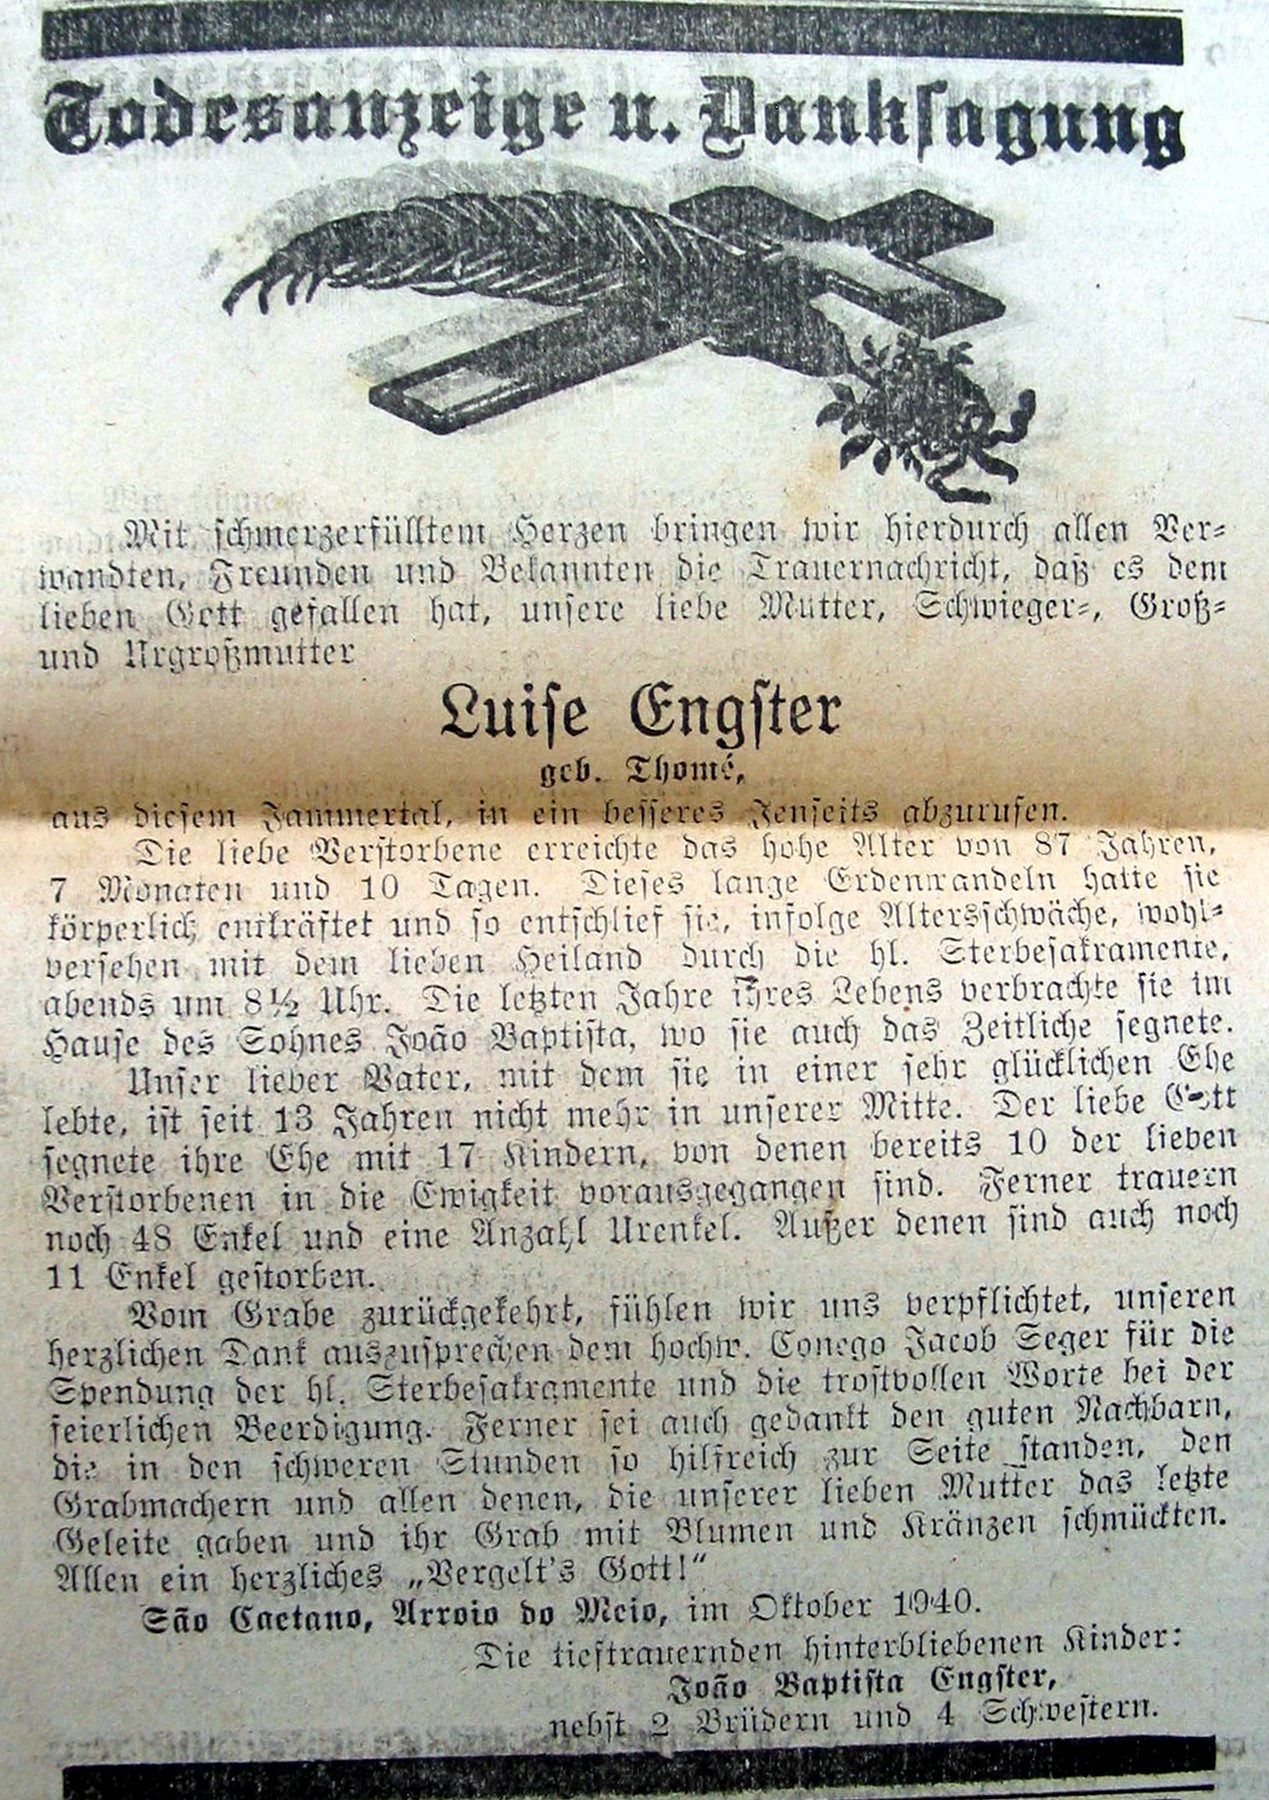 Todesanzeige u. Danksagung
Mit schmerzerfülltem Herzen bringen wir hierdurch allen Ver-
wandten, Freunden und Bekannten die Trauernachricht, daß es dem
lieben Gott gefallen hat, unsere liebe Mutter, Schwieger-, Groß-
und Urgroßmutter
Luise Engster
geb. Thomé,
aus diesem Jammertal, in ein besseres Jenseits abzurufen.
Die liebe Verstorbene erreichte das hohe Alter von 87 Jahren,
7 Monaten und 10 Tagen. Dieses lange Erdenwandeln hatte sie
körperlich entkräftet und so entschlief sie, infolge Altersschwäche, wohl-
versehen mit dem lieben Heiland durch die hl. Sterbesakramente,
abends um 8½ Uhr. Die letzten Jahre ihres Lebens verbrachte sie im
Hause des Sohnes João Baptista, wo sie auch das Zeitliche segnete.
Unser lieber Vater, mit dem sie in einer sehr glücklichen Ehe
lebte, ist seit 13 Jahren nicht mehr in unserer Mitte. Der liebe Gott
segnete ihre Ehe mit 17 Kindern, von denen bereits 10 der lieben
Verstorbenen in die Ewigkeit vorausgegangen sind. Ferner trauern
noch 48 Enkel und eine Anzahl Urenkel. Außer denen sind auch noch
11 Enkel gestorben.
Vom Grabe zurückgekehrt, fühlen wir uns verpflichtet, unseren
herzlichen Dank auszusprechen dem hochw. Conego Jacob Seger für die
Spendung der hl. Sterbesakramente und die trostvollen Worte bei der
feierlichen Beerdigung. Ferner sei auch gedankt den guten Nachbarn,
die in den schweren Stunden so hilfreich zur Seite standen, den
Grabmachern und allen denen, die unserer lieben Mutter das letzte
Geleite gaben und ihr Grab mit Blumen und Kränzen schmückten.
Allen ein herzliches „Vergelt's Gott!“
São Caetano, Arroio do Meio, im Oktober 1940.
Die tieftrauernden hinterbliebenen Kinder:
João Baptista Engster,
nebst 2 Brüdern und 4 Schwestern.